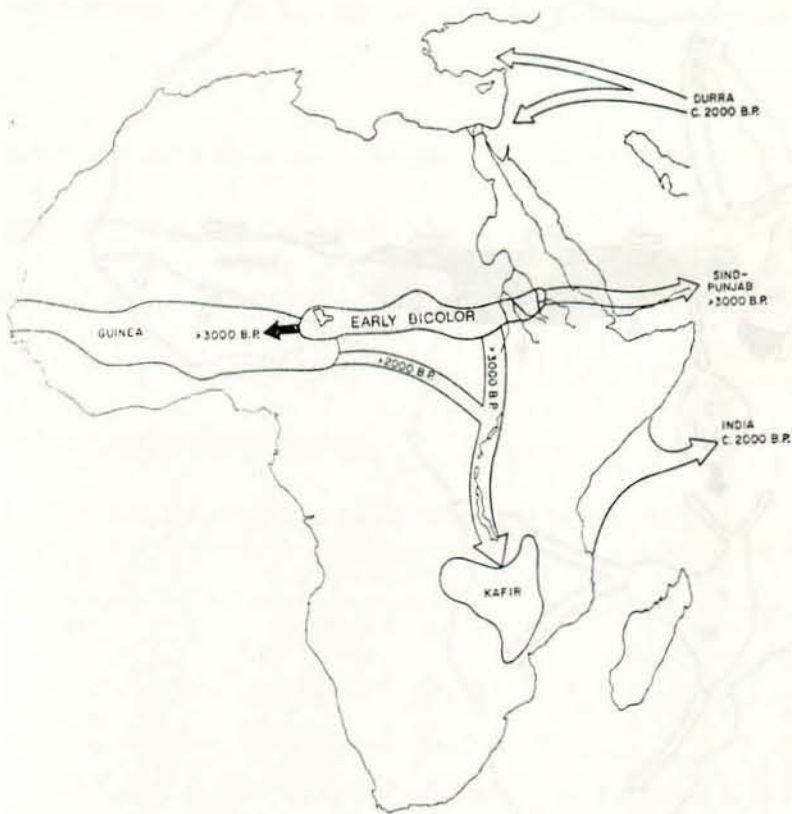 DURRA
C. 2000 B.P.
SIND-
PUNJAB
>3000 B.P.
EARLY BICOLOR
GUINEA
>3000 B.P.
>2000 B.P.
>3000 B.P.
INDIA
C. 2000 B.P.
KAFIR